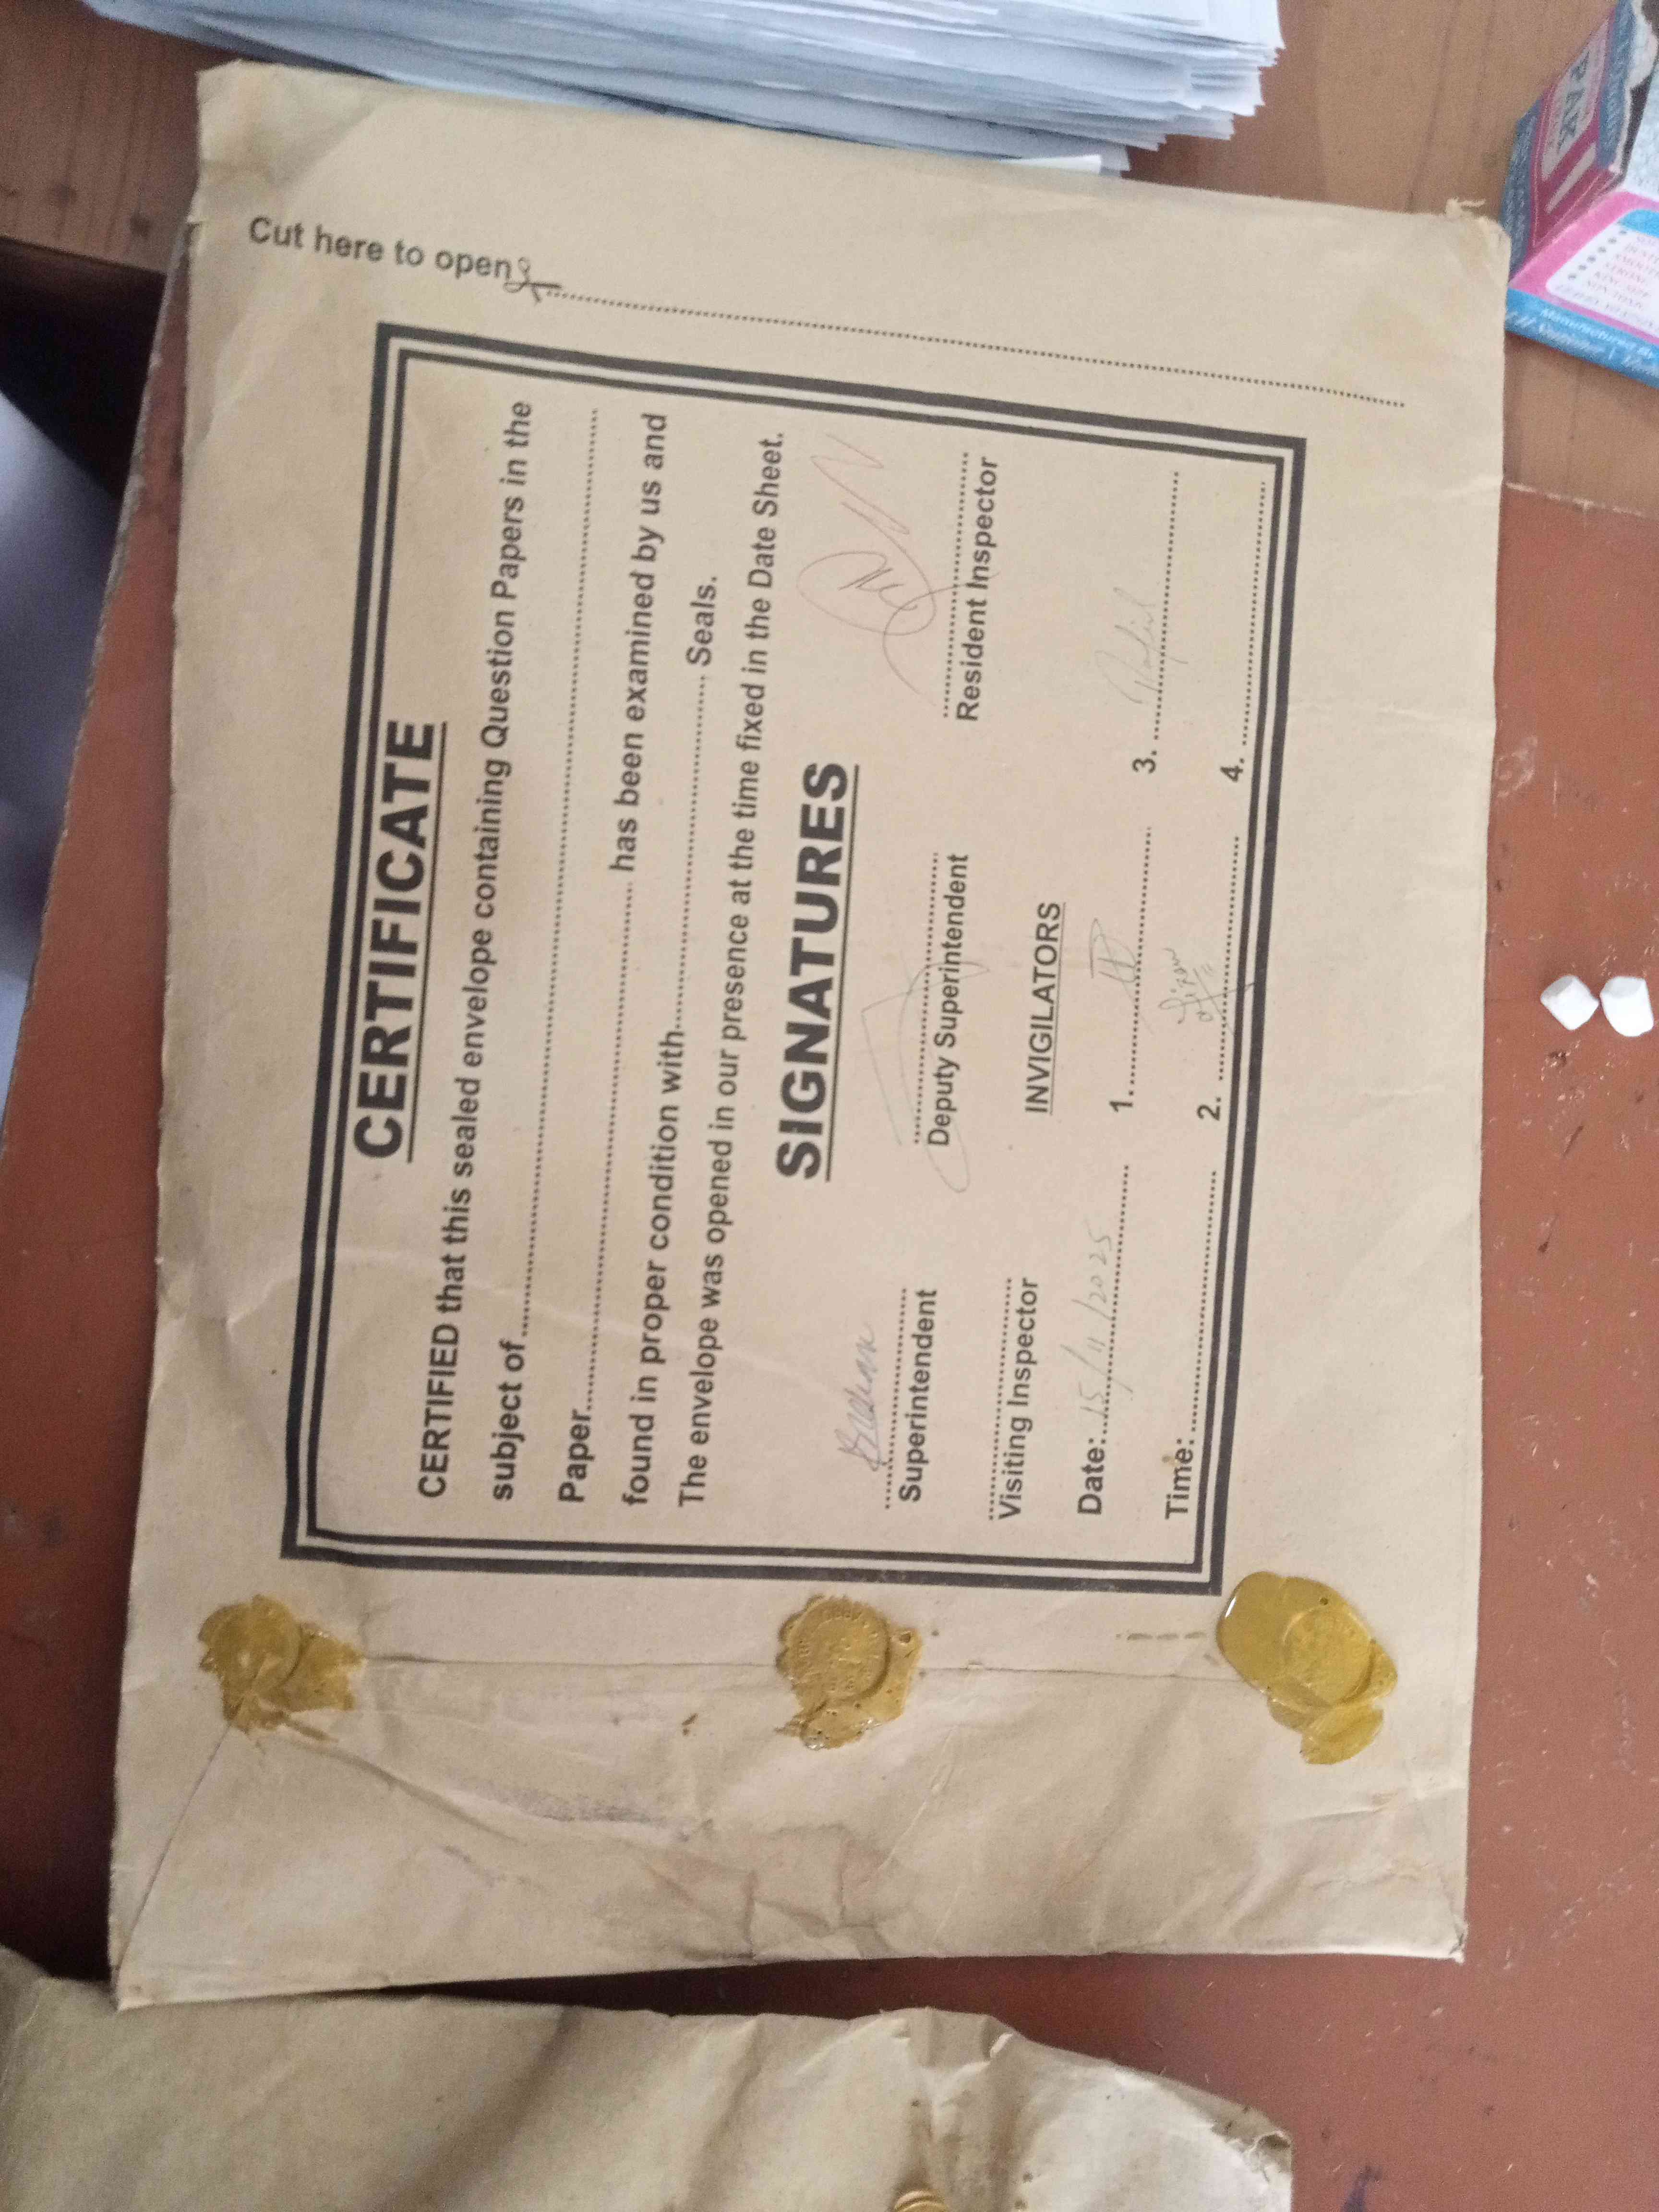 Cut here to open
CERTIFICATE
CERTIFIED that this sealed envelope containing Question Papers in the
subject of
Paper has been examined by us and
found in proper condition with Seals.
The envelope was opened in our presence at the time fixed in the Date Sheet.
SIGNATURES
Superintendent Deputy Superintendent Resident Inspector
Visiting Inspector INVIGILATORS
Date: 15/11/2025 1. 3.
Time: 2. 4.
PAK